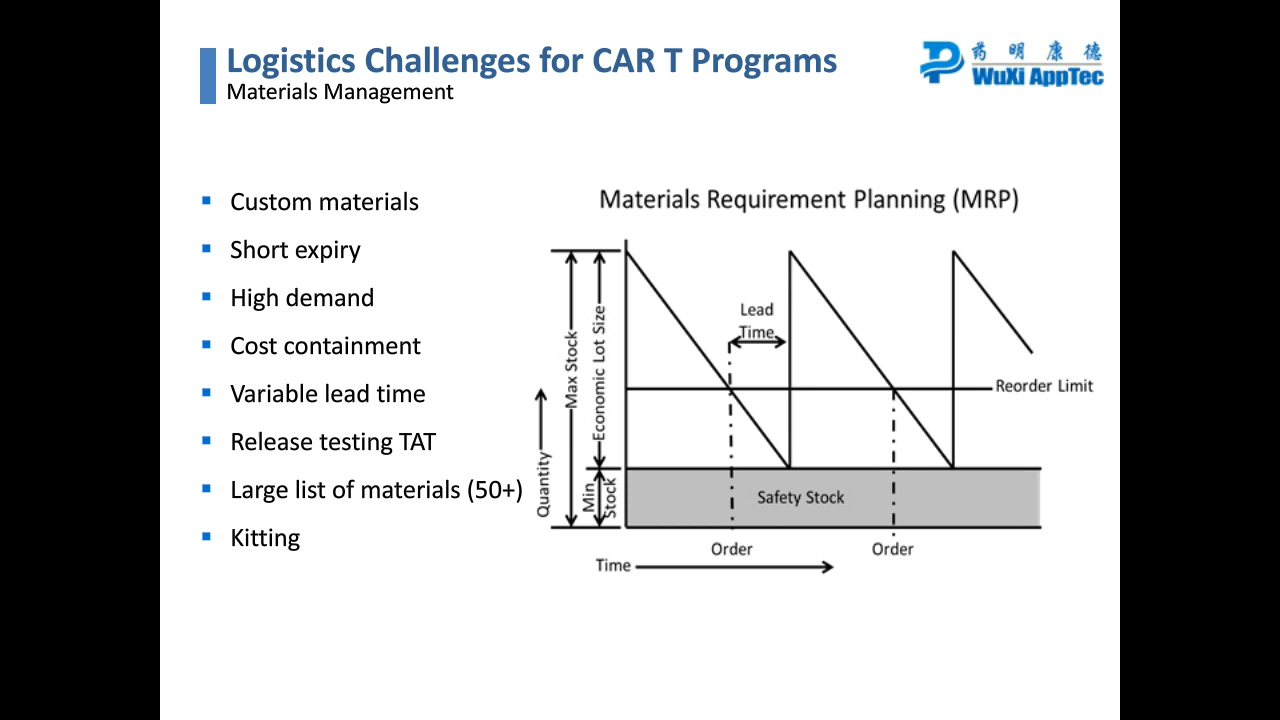 Logistics Challenges for CAR T Programs
Materials Management
药明康德
WuXi AppTec
Custom materials
Short expiry
High demand
Cost containment
Variable lead time
Release testing TAT
Large list of materials (50+)
Kitting
Materials Requirement Planning (MRP)
Quantity
Max Stock
Economic Lot Size
Min
Stock
Lead
Time
Reorder Limit
Safety Stock
Order
Order
Time